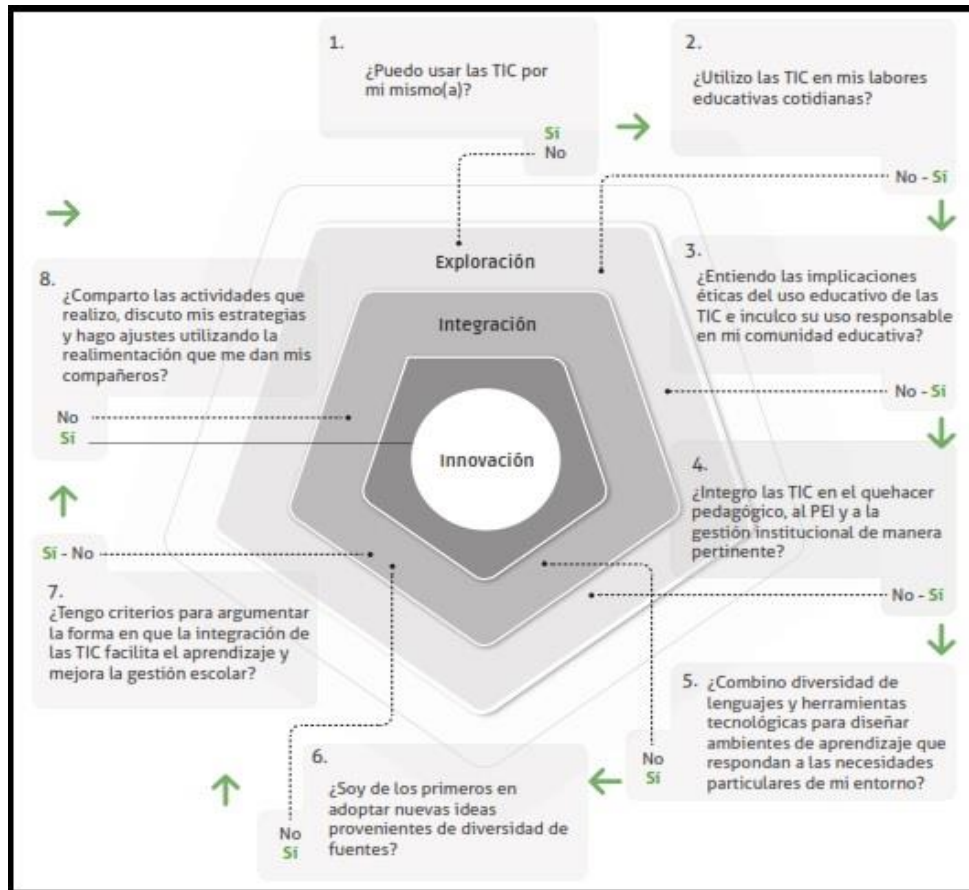 1.
¿Puedo usar las TIC por
mi mismo(a)?
Sí
No
2.
¿Utilizo las TIC en mis labores
educativas cotidianas?
No - Sí
3.
¿Entiendo las implicaciones
éticas del uso educativo de las
TIC e inculco su uso responsable
en mi comunidad educativa?
No - Sí
4.
¿Integro las TIC en el quehacer
pedagógico, al PEI y a la
gestión institucional de manera
pertinente?
No - Sí
5. ¿Combino diversidad de
lenguajes y herramientas
tecnológicas para diseñar
ambientes de aprendizaje que
respondan a las necesidades
particulares de mi entorno?
No
Sí
6.
¿Soy de los primeros en
adoptar nuevas ideas
provenientes de diversidad de
fuentes?
No
Sí
7.
¿Tengo criterios para argumentar
la forma en que la integración de
las TIC facilita el aprendizaje y
mejora la gestión escolar?
Sí - No
8.
¿Comparto las actividades que
realizo, discuto mis estrategias
y hago ajustes utilizando la
realimentación que me dan mis
compañeros?
No
Sí
Exploración
Integración
Innovación